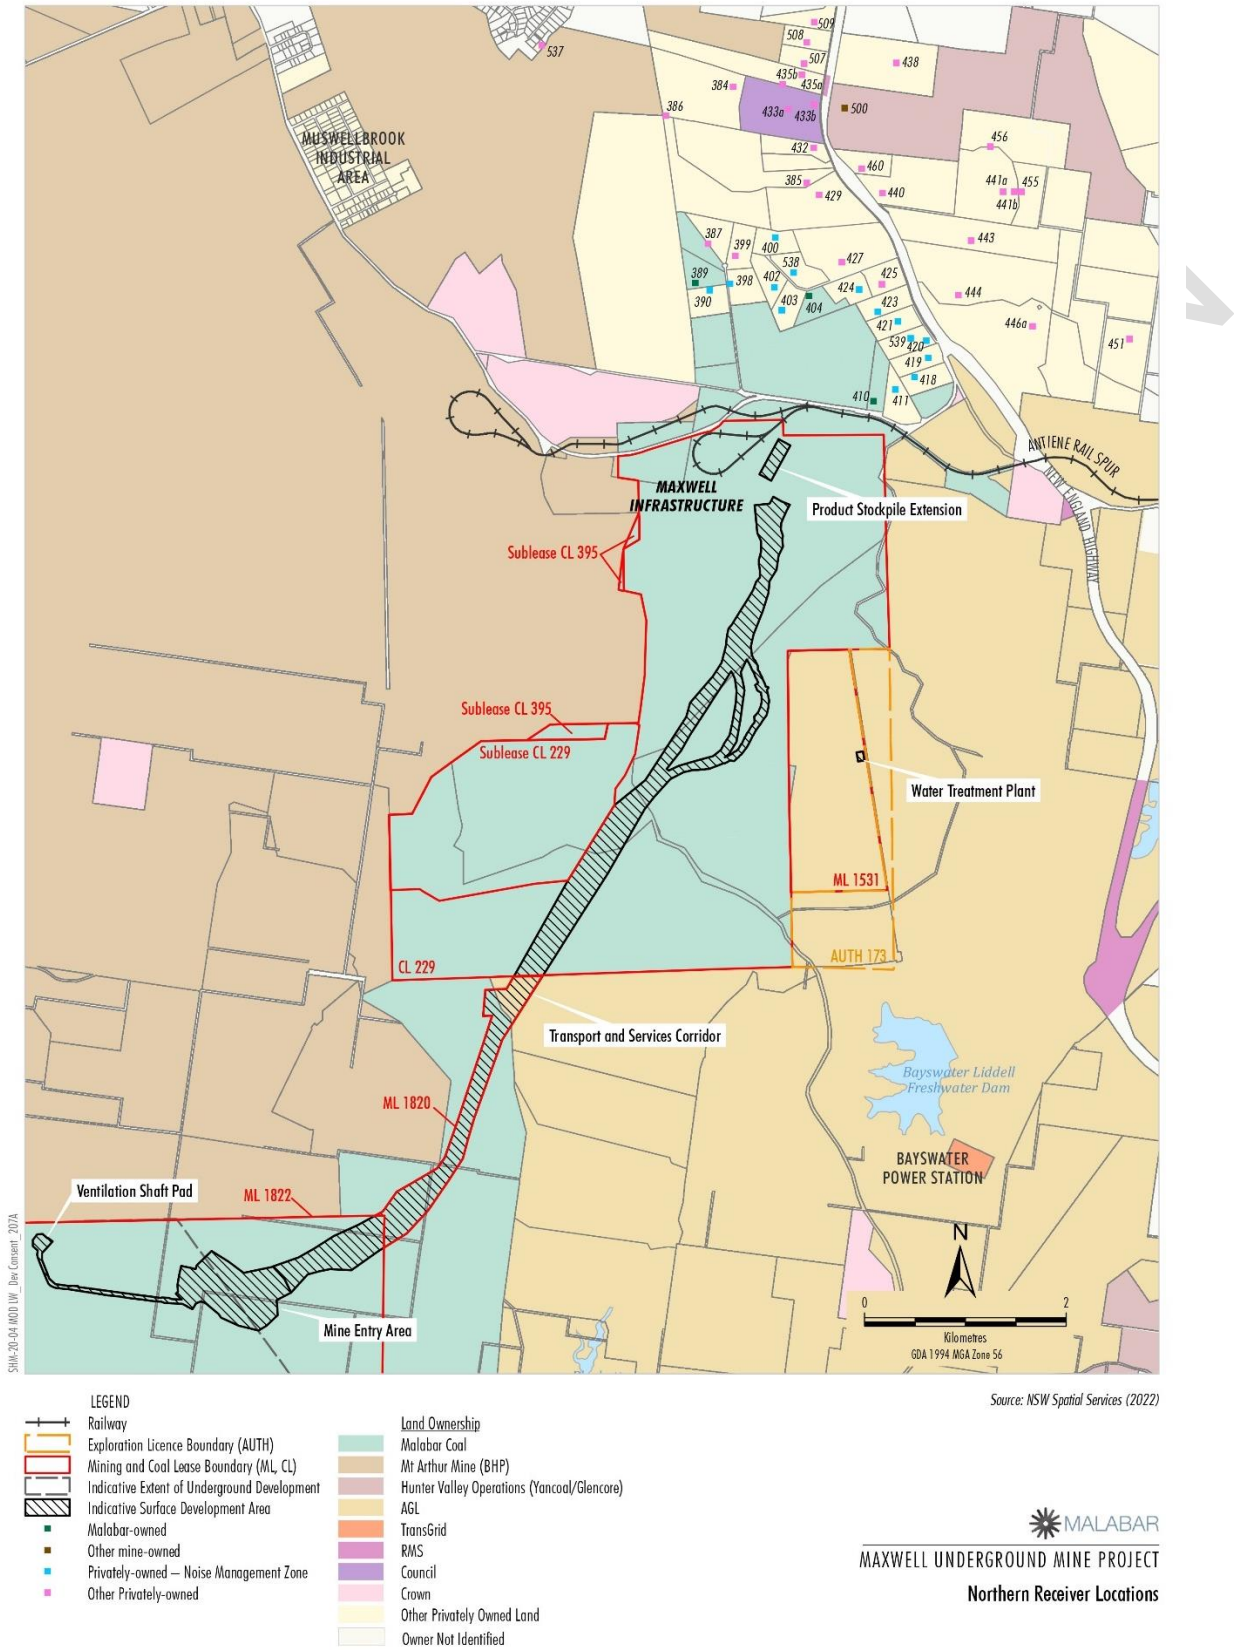 509
508
507
537
438
435b
384
435a
386
433a
433b
500
432
456
460
385
441a
455
429
440
441b
387
400
443
399
427
538
389
402
398
425
424
444
390
403
404
423
421
446a
539
420
451
419
418
410
411
MUSWELLBROOK
INDUSTRIAL
AREA
ANTIENE RAIL SPUR
NEW ENGLAND HIGHWAY
MAXWELL
INFRASTRUCTURE
Product Stockpile Extension
Sublease CL 395
Sublease CL 395
Sublease CL 229
Water Treatment Plant
ML 1531
AUTH 173
CL 229
Transport and Services Corridor
Bayswater Liddell
Freshwater Dam
ML 1820
BAYSWATER
POWER STATION
Ventilation Shaft Pad
ML 1822
N
0
2
Kilometres
GDA 1994 MGA Zone 56
Mine Entry Area
SHM-20-04 MOD LW_Dev Consent_207A
Source: NSW Spatial Services (2022)
LEGEND
Railway
Exploration Licence Boundary (AUTH)
Mining and Coal Lease Boundary (ML, CL)
Indicative Extent of Underground Development
Indicative Surface Development Area
Malabar-owned
Other mine-owned
Privately-owned – Noise Management Zone
Other Privately-owned
Land Ownership
Malabar Coal
Mt Arthur Mine (BHP)
Hunter Valley Operations (Yancoal/Glencore)
AGL
TransGrid
RMS
Council
Crown
Other Privately Owned Land
Owner Not Identified
MALABAR
MAXWELL UNDERGROUND MINE PROJECT
Northern Receiver Locations